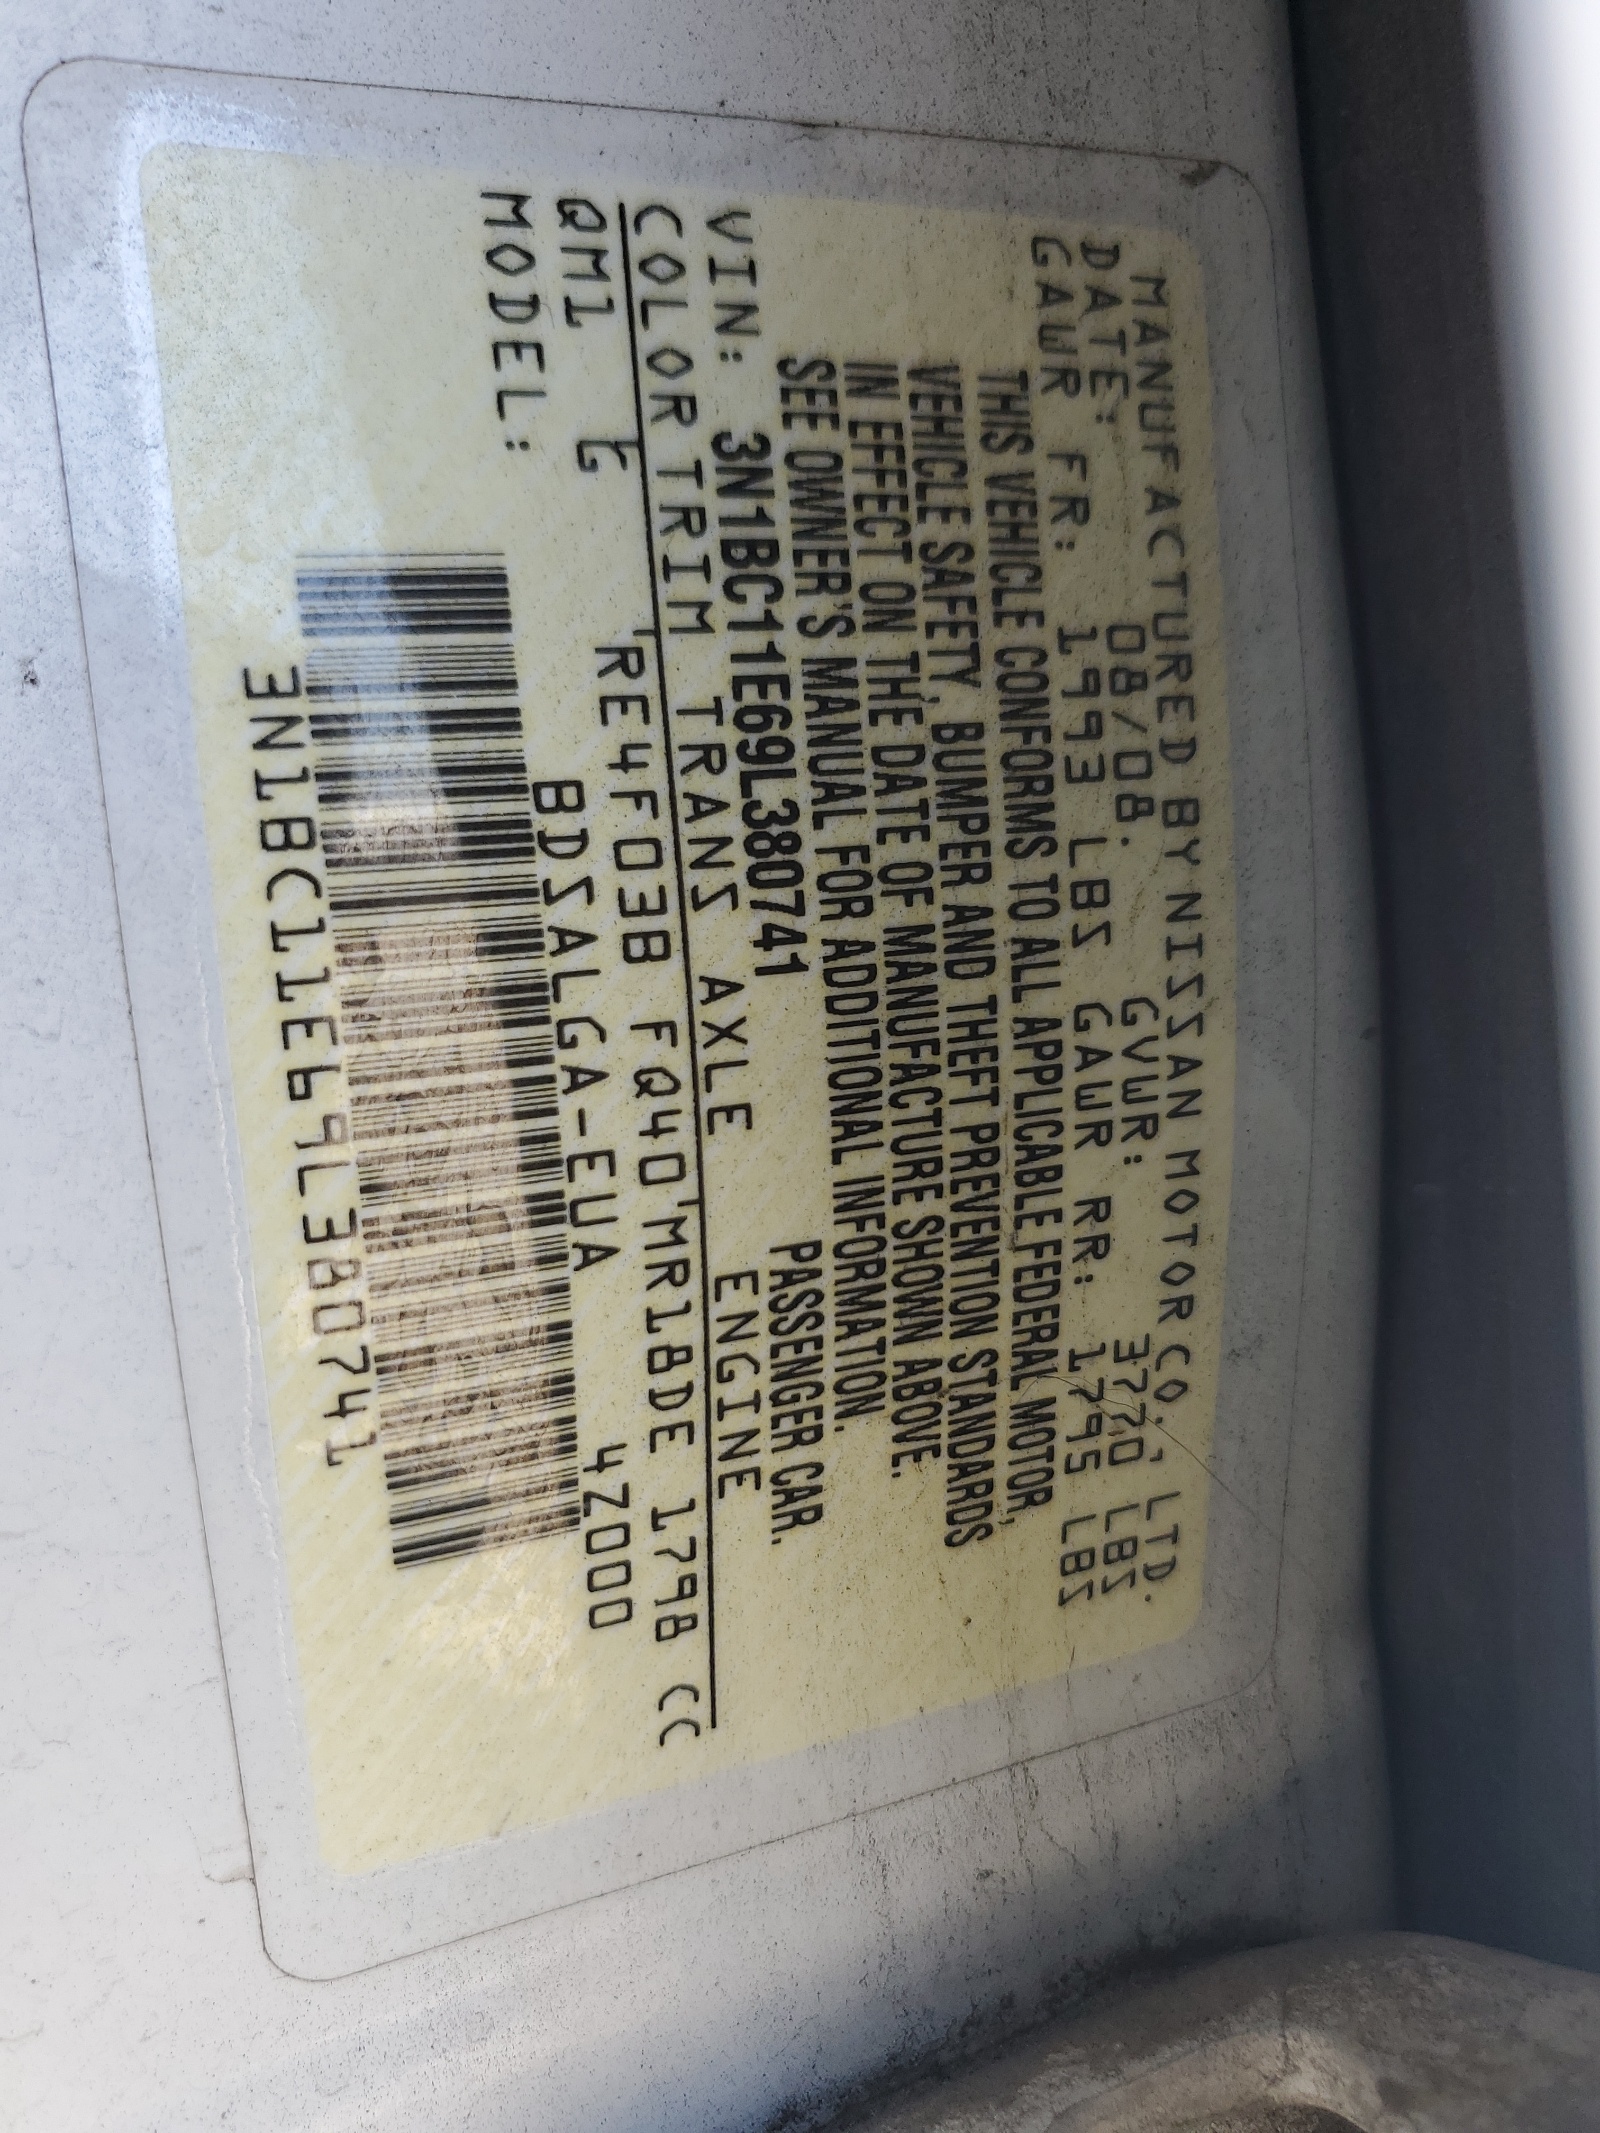 MANUFACTURED BY NISSAN MOTOR CO., LTD.
DATE: 08/08. GVWR: 3770 LBS.
GAWR FR: 1993 LBS GAWR RR: 1795 LBS
THIS VEHICLE CONFORMS TO ALL APPLICABLE FEDERAL MOTOR,
VEHICLE SAFETY, BUMPER AND THEFT PREVENTION STANDARDS
IN EFFECT ON THE DATE OF MANUFACTURE SHOWN ABOVE.
SEE OWNER'S MANUAL FOR ADDITIONAL INFORMATION.
VIN: 3N1BC11E69L380741 PASSENGER CAR.
COLOR TRIM TRANS AXLE ENGINE
QM1 G 'RE4F03B FQ40'MR18DE 1798 CC
MODEL: BDSALGA-EUA 4Z000
3N1BC11E69L380741